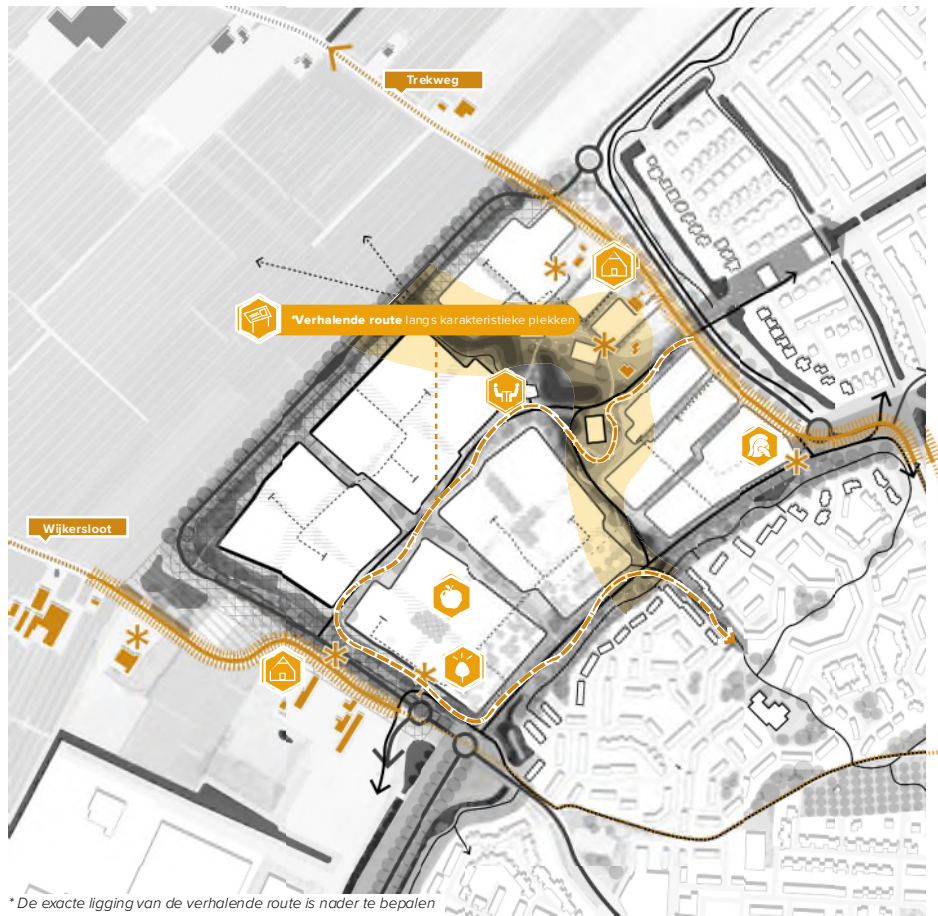 Trekweg
*Verhalende route langs karakteristieke plekken
Wijkersloot
* De exacte ligging van de verhalende route is nader te bepalen